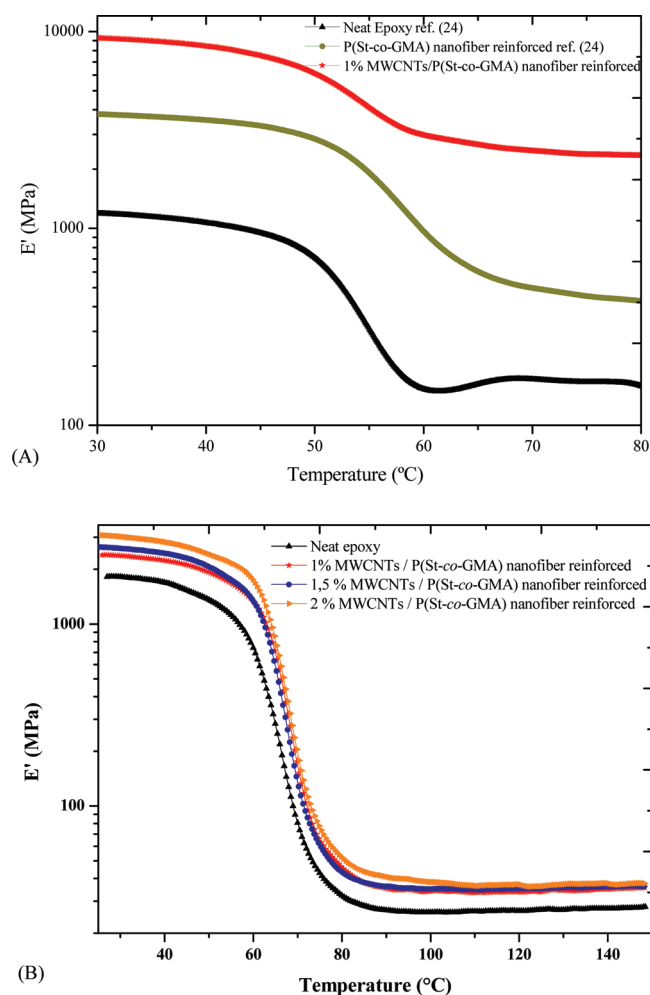 10000
1000
100
E' (MPa)
Neat Epoxy ref. (24)
P(St-co-GMA) nanofiber reinforced ref. (24)
1% MWCNTs/P(St-co-GMA) nanofiber reinforced
30 40 50 60 70 80
Temperature (ºC)
(A)
1000
100
E' (MPa)
Neat epoxy
1% MWCNTs / P(St-co-GMA) nanofiber reinforced
1,5 % MWCNTs / P(St-co-GMA) nanofiber reinforced
2 % MWCNTs / P(St-co-GMA) nanofiber reinforced
40 60 80 100 120 140
Temperature (°C)
(B)